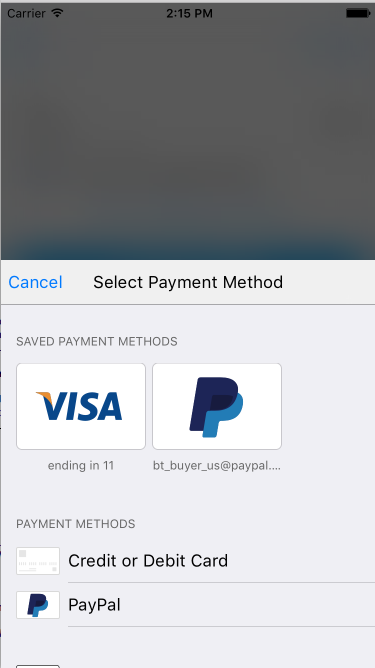 Carrier 2:15 PM
Cancel Select Payment Method
SAVED PAYMENT METHODS
VISA
ending in 11 bt_buyer_us@paypal....
PAYMENT METHODS
Credit or Debit Card
PayPal